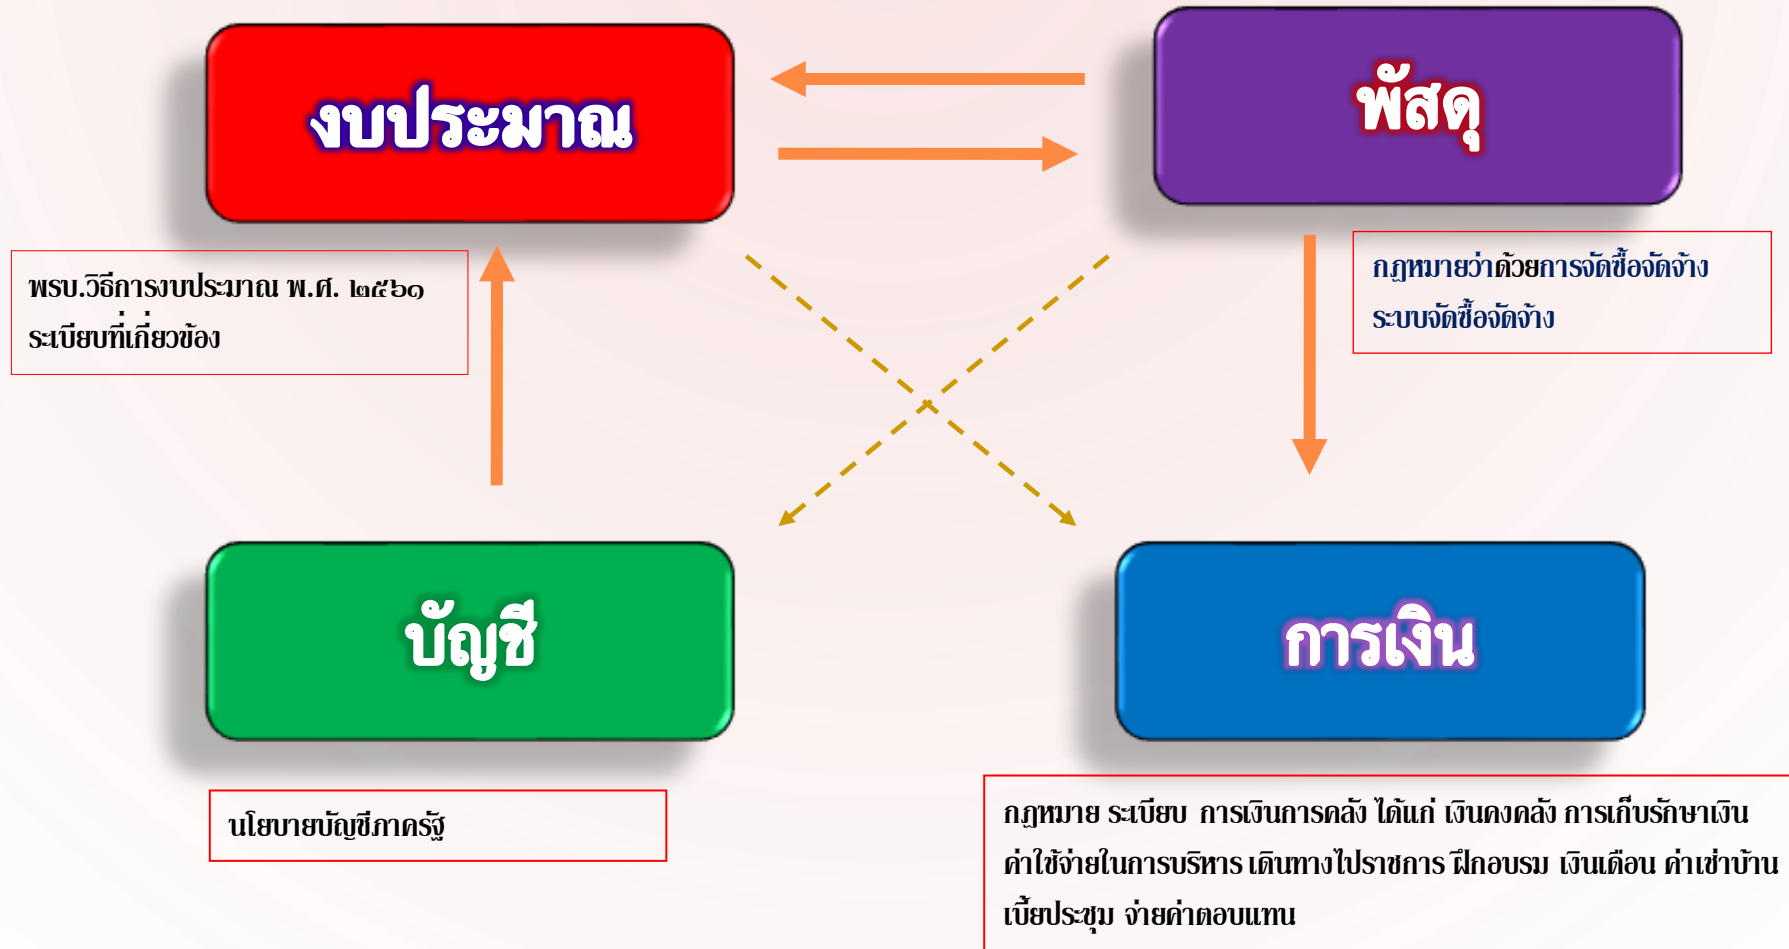 งบประมาณ
พัสดุ
พรบ.วิธีการงบประมาณ พ.ศ. ๒๕๖๑
ระเบียบที่เกี่ยวข้อง
กฎหมายว่าด้วยการจัดซื้อจัดจ้าง
ระบบจัดซื้อจัดจ้าง
บัญชี
การเงิน
นโยบายบัญชีภาครัฐ
กฎหมาย ระเบียบ การเงินการคลัง ได้แก่ เงินคงคลัง การเก็บรักษาเงิน
ค่าใช้จ่ายในการบริหาร เดินทางไปราชการ ฝึกอบรม เงินเดือน ค่าเช่าบ้าน
เบี้ยประชุม จ่ายค่าตอบแทน